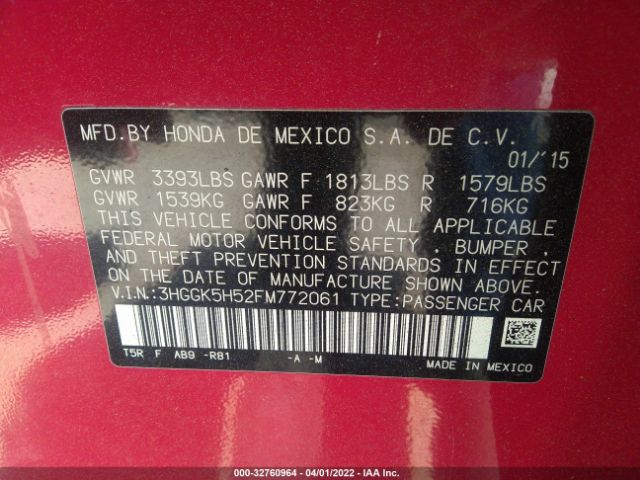 MFD.BY HONDA DE MEXICO S.A. DE C.V.
01/'15
GVWR 3393LBS GAWR F 1813LBS R 1579LBS
GVWR 1539KG GAWR F 823KG R 716KG
THIS VEHICLE CONFORMS TO ALL APPLICABLE
FEDERAL MOTOR VEHICLE SAFETY , BUMPER ,
AND THEFT PREVENTION STANDARDS IN EFFECT
ON THE DATE OF MANUFACTURE SHOWN ABOVE.
V.I.N.:3HGGK5H52FM772061 TYPE:PASSENGER CAR
T5R F AB9 -R81 -A -M
MADE IN MEXICO
000-32760964 | 04/01/2022 | IAA Inc.